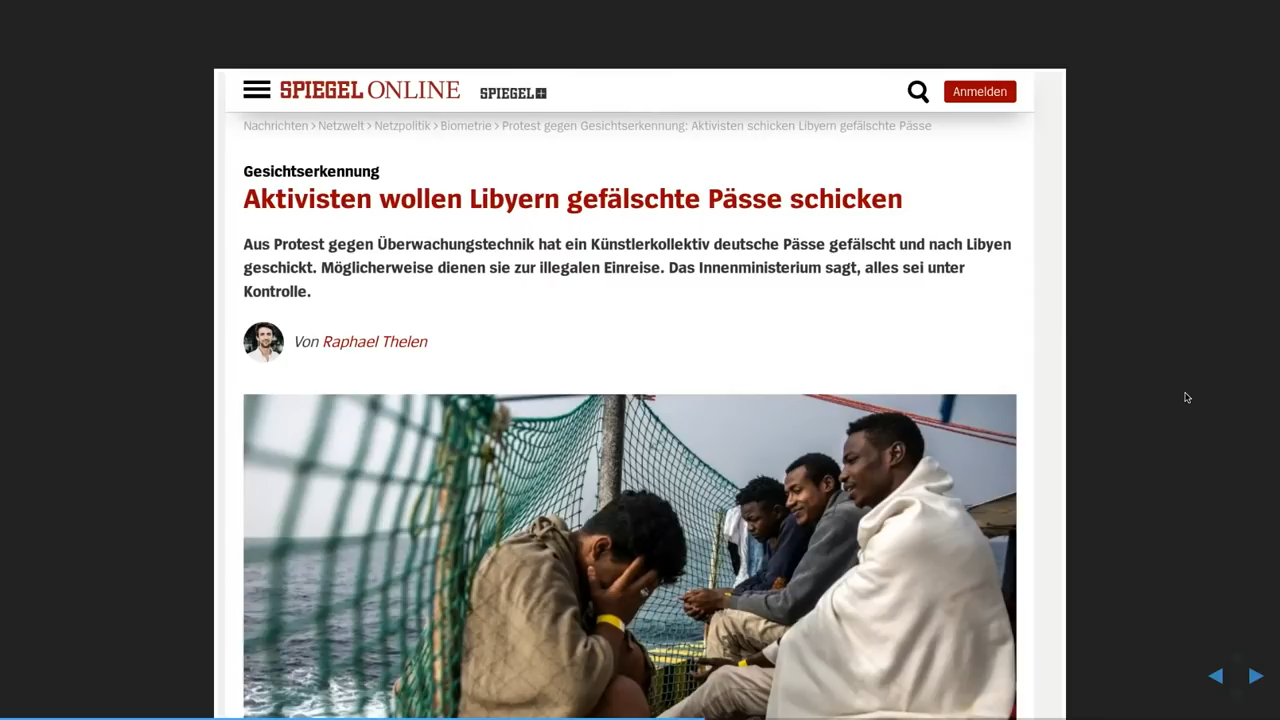 SPIEGEL ONLINE SPIEGEL+ Anmelden
Nachrichten > Netzwelt > Netzpolitik > Biometrie > Protest gegen Gesichtserkennung: Aktivisten schicken Libyern gefälschte Pässe
Gesichtserkennung
Aktivisten wollen Libyern gefälschte Pässe schicken
Aus Protest gegen Überwachungstechnik hat ein Künstlerkollektiv deutsche Pässe gefälscht und nach Libyen
geschickt. Möglicherweise dienen sie zur illegalen Einreise. Das Innenministerium sagt, alles sei unter
Kontrolle.
Von Raphael Thelen